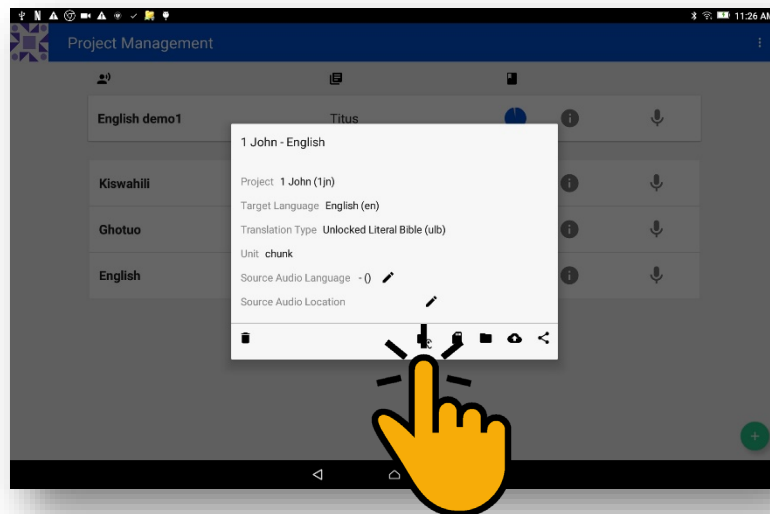 11:26 AM
Project Management
English demo1 Titus
1 John - English
Project 1 John (1jn)
Target Language English (en)
Translation Type Unlocked Literal Bible (ulb)
Unit chunk
Source Audio Language - ()
Source Audio Location
Kiswahili
Ghotuo
English